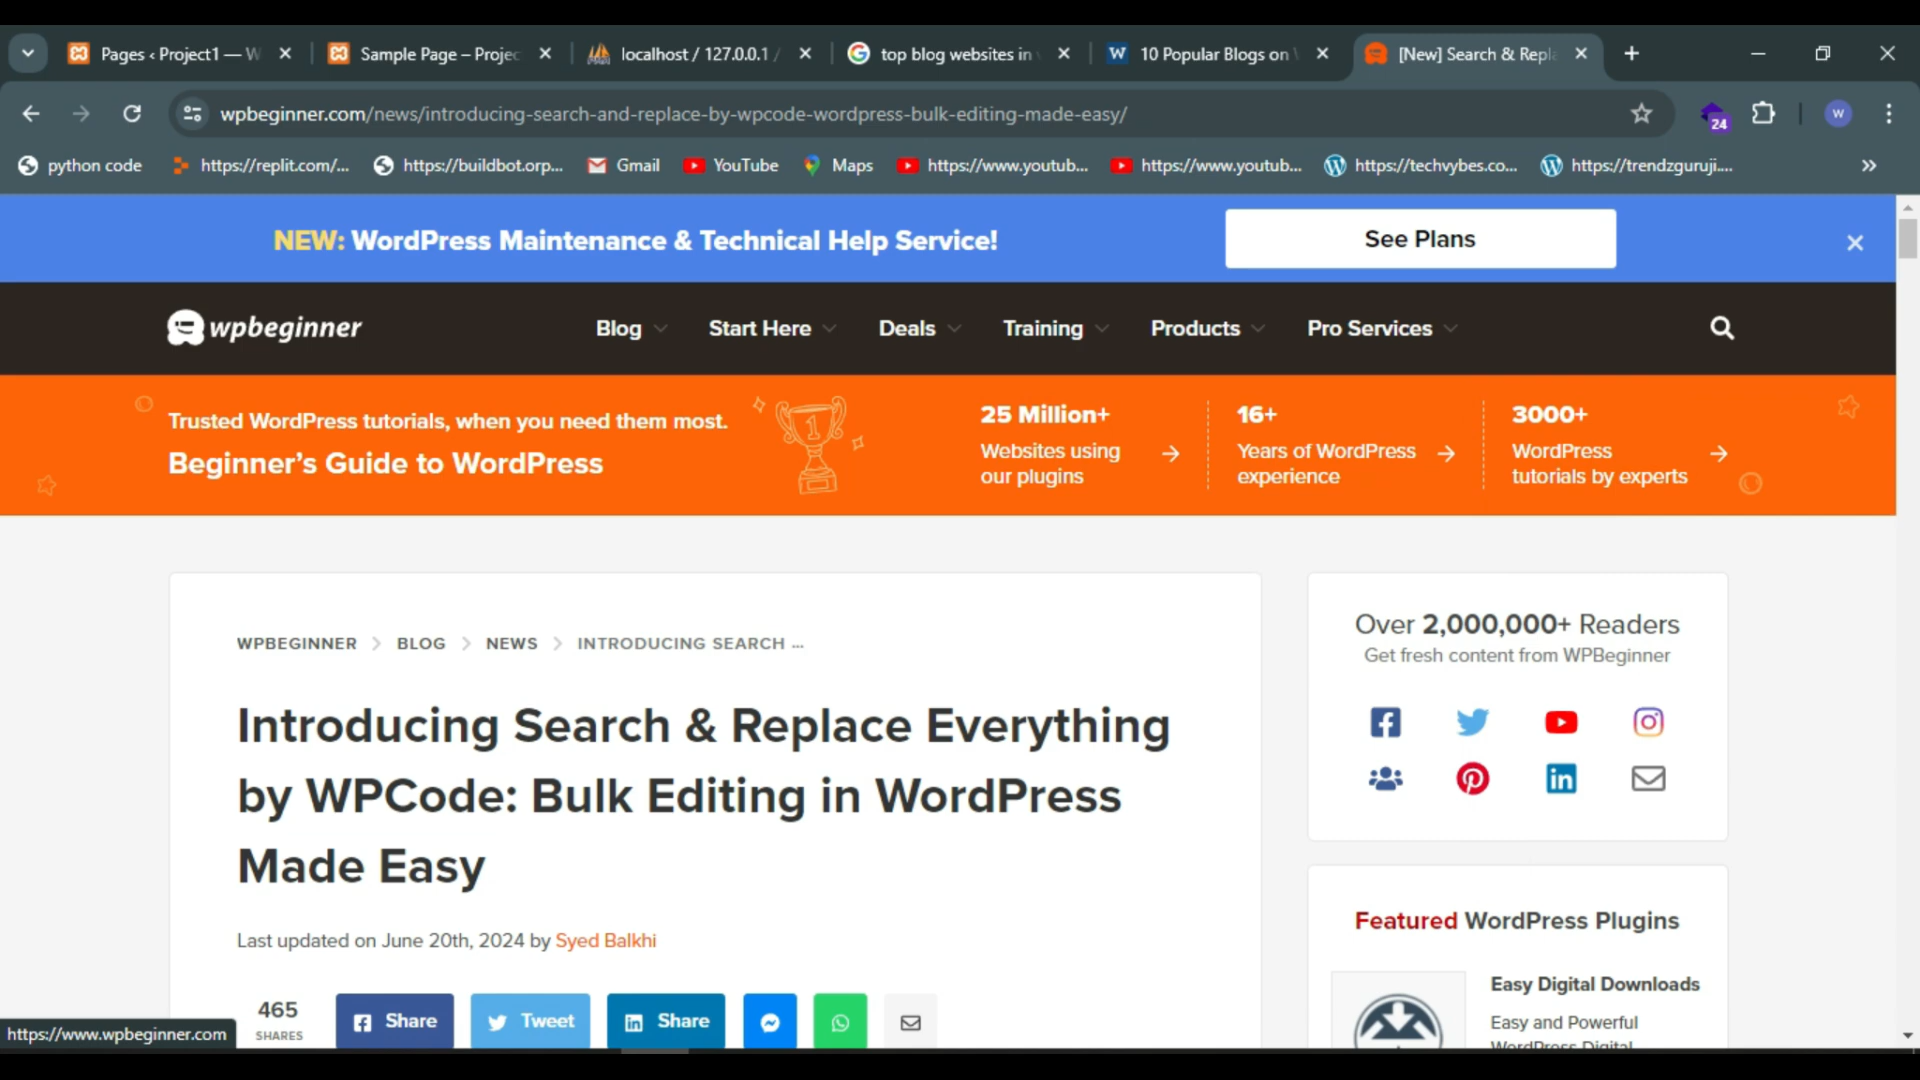 Pages ‹ Project1 — W
Sample Page – Projec
localhost / 127.0.0.1 /
top blog websites in
10 Popular Blogs on
[New] Search & Repla
wpbeginner.com/news/introducing-search-and-replace-by-wpcode-wordpress-bulk-editing-made-easy/
24
W
python code
https://replit.com/...
https://buildbot.orp...
Gmail
YouTube
Maps
https://www.youtub...
https://www.youtub...
https://techvybes.co...
https://trendzguruji....
NEW: WordPress Maintenance & Technical Help Service!
See Plans
wpbeginner
Blog
Start Here
Deals
Training
Products
Pro Services
Trusted WordPress tutorials, when you need them most.
Beginner's Guide to WordPress
1
25 Million+
Websites using
our plugins
16+
Years of WordPress
experience
3000+
WordPress
tutorials by experts
WPBEGINNER > BLOG > NEWS > INTRODUCING SEARCH ...
Introducing Search & Replace Everything
by WPCode: Bulk Editing in WordPress
Made Easy
Last updated on June 20th, 2024 by Syed Balkhi
465
SHARES
Share
Tweet
Share
Over 2,000,000+ Readers
Get fresh content from WPBeginner
Featured WordPress Plugins
Easy Digital Downloads
Easy and Powerful
WordPress Digital
https://www.wpbeginner.com